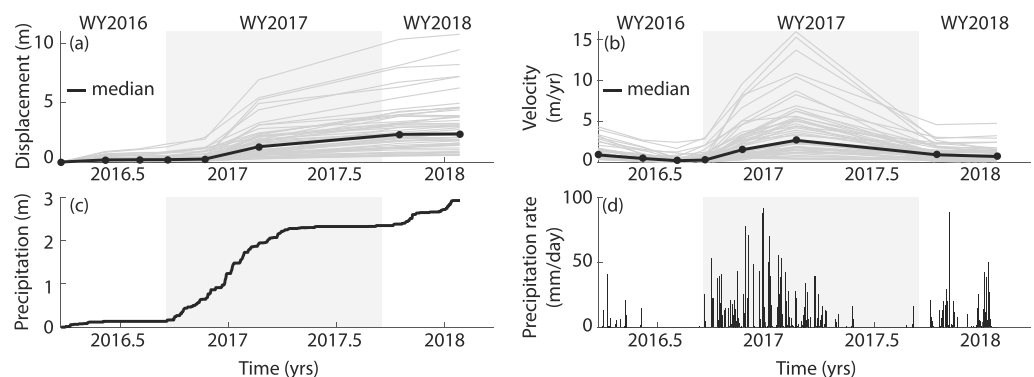 WY2016 WY2017 WY2018
(a)
Displacement (m)
10
5
0
median
2016.5 2017 2017.5 2018
WY2016 WY2017 WY2018
(b)
Velocity
(m/yr)
15
10
5
0
median
2016.5 2017 2017.5 2018
(c)
Precipitation (m)
3
2
1
0
2016.5 2017 2017.5 2018
Time (yrs)
(d)
Precipitation rate
(mm/day)
100
50
0
2016.5 2017 2017.5 2018
Time (yrs)